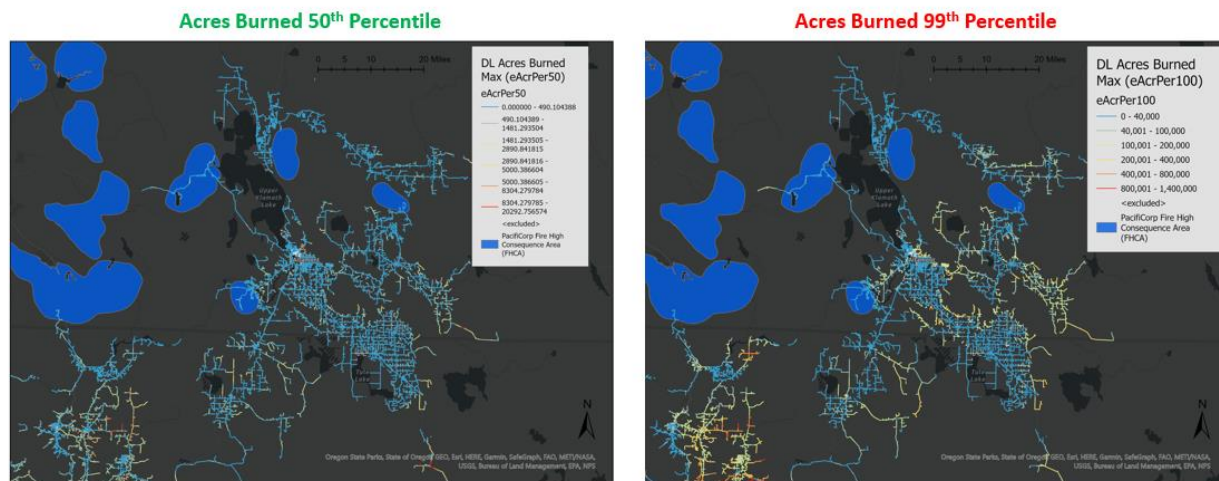 Acres Burned 50th Percentile
20 Miles
DL Acres Burned
Max (eAcrPer50)
eAcrPer50
0.000000 - 490.104388
490.104389 -
1481.293504
1481.293505 -
2890.841815
2890.841816 -
5000.386604
5000.386605 -
8304.279784
8304.279785 -
20292.756574
<excluded>
PacifiCorp Fire High
Consequence Area
(FHCA)
Upper
Klamath
Lake
Tule
Lake
N
Oregon State Parks, State of Oregon GEO, Esri, HERE, Garmin, SafeGraph, FAO, METI/NASA,
USGS, Bureau of Land Management, EPA, NPS
Acres Burned 99th Percentile
20 Miles
DL Acres Burned
Max (eAcrPer100)
eAcrPer100
0 - 40,000
40,001 - 100,000
100,001 - 200,000
200,001 - 400,000
400,001 - 800,000
800,001 - 1,400,000
<excluded>
PacifiCorp Fire High
Consequence Area
(FHCA)
Upper
Klamath
Lake
Tule
Lake
N
Oregon State Parks, State of Oregon GEO, Esri, HERE, Garmin, SafeGraph, FAO, METI/NASA,
USGS, Bureau of Land Management, EPA, NPS